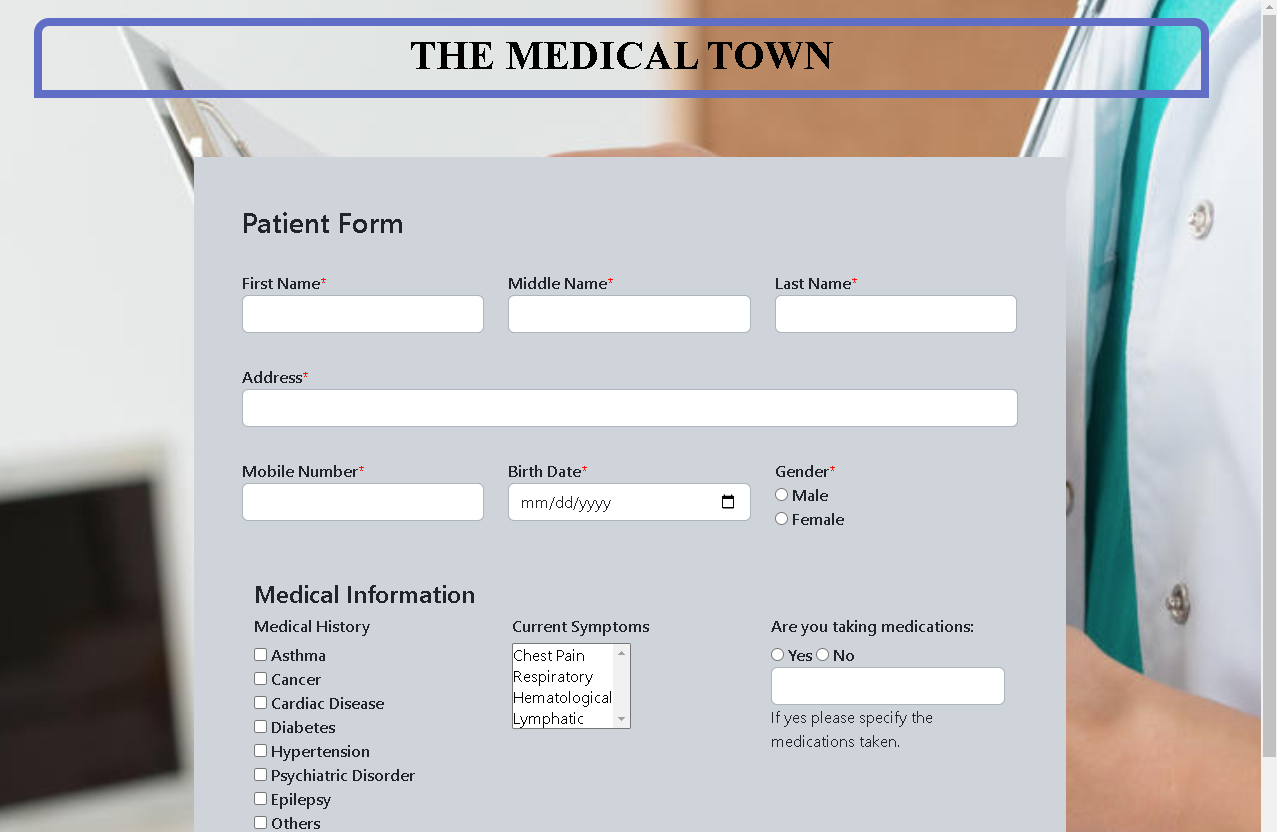 THE MEDICAL TOWN
Patient Form
First Name* Middle Name* Last Name*
Address*
Mobile Number* Birth Date* Gender*
mm/dd/yyyy
Male
Female
Medical Information
Medical History
Asthma
Cancer
Cardiac Disease
Diabetes
Hypertension
Psychiatric Disorder
Epilepsy
Others
Current Symptoms
Chest Pain
Respiratory
Hematological
Lymphatic
Are you taking medications:
Yes No
If yes please specify the
medications taken.